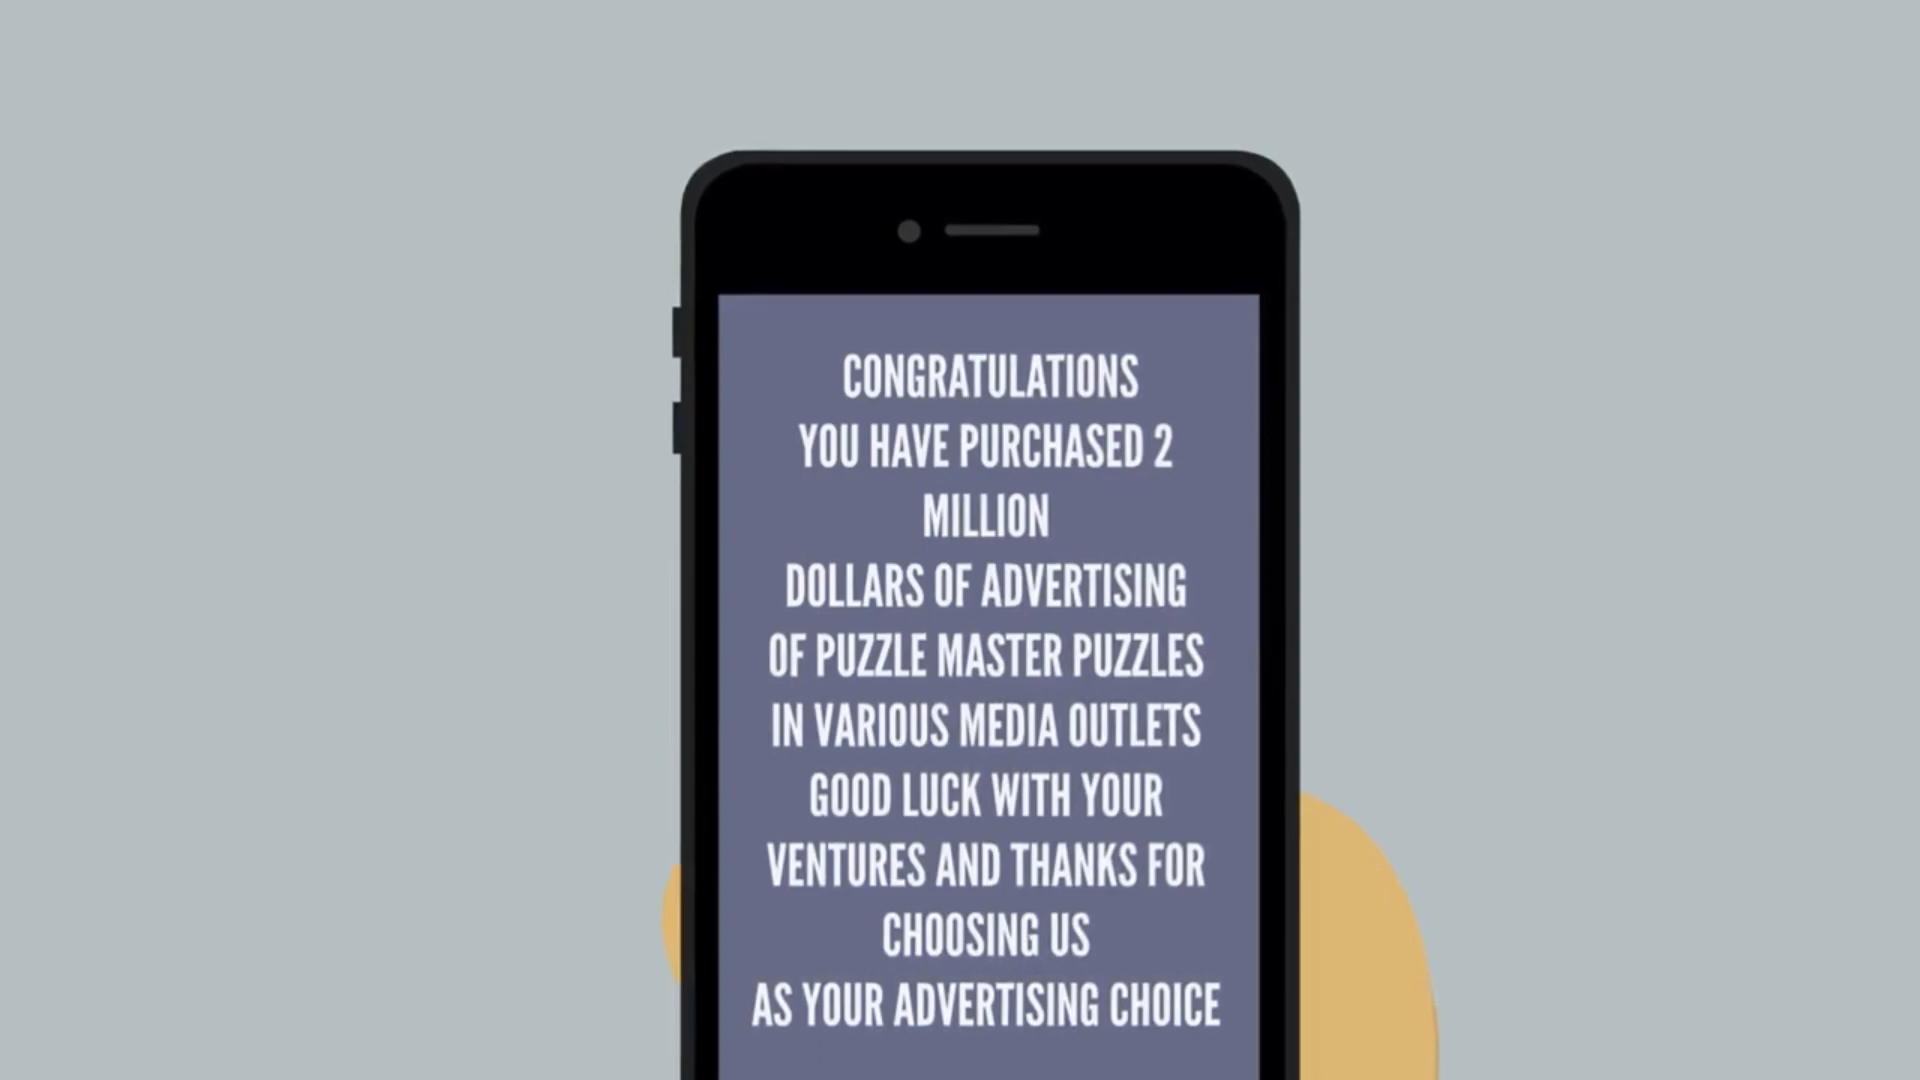 CONGRATULATIONS
YOU HAVE PURCHASED 2
MILLION
DOLLARS OF ADVERTISING
OF PUZZLE MASTER PUZZLES
IN VARIOUS MEDIA OUTLETS
GOOD LUCK WITH YOUR
VENTURES AND THANKS FOR
CHOOSING US
AS YOUR ADVERTISING CHOICE